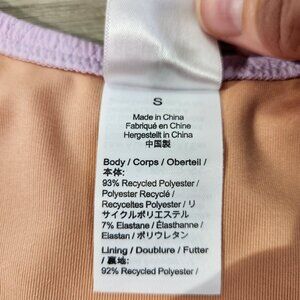 S
Made in China
Fabriqué en Chine
Hergestellt in China
中国製
Body / Corps / Oberteil /
本体:
93% Recycled Polyester /
Polyester Recyclé /
Recyceltes Polyester / リ
サイクルポリエステル
7% Elastane / Élasthanne /
Elastan / ポリウレタン
Lining / Doublure / Futter
/ 裏地:
92% Recycled Polyester /